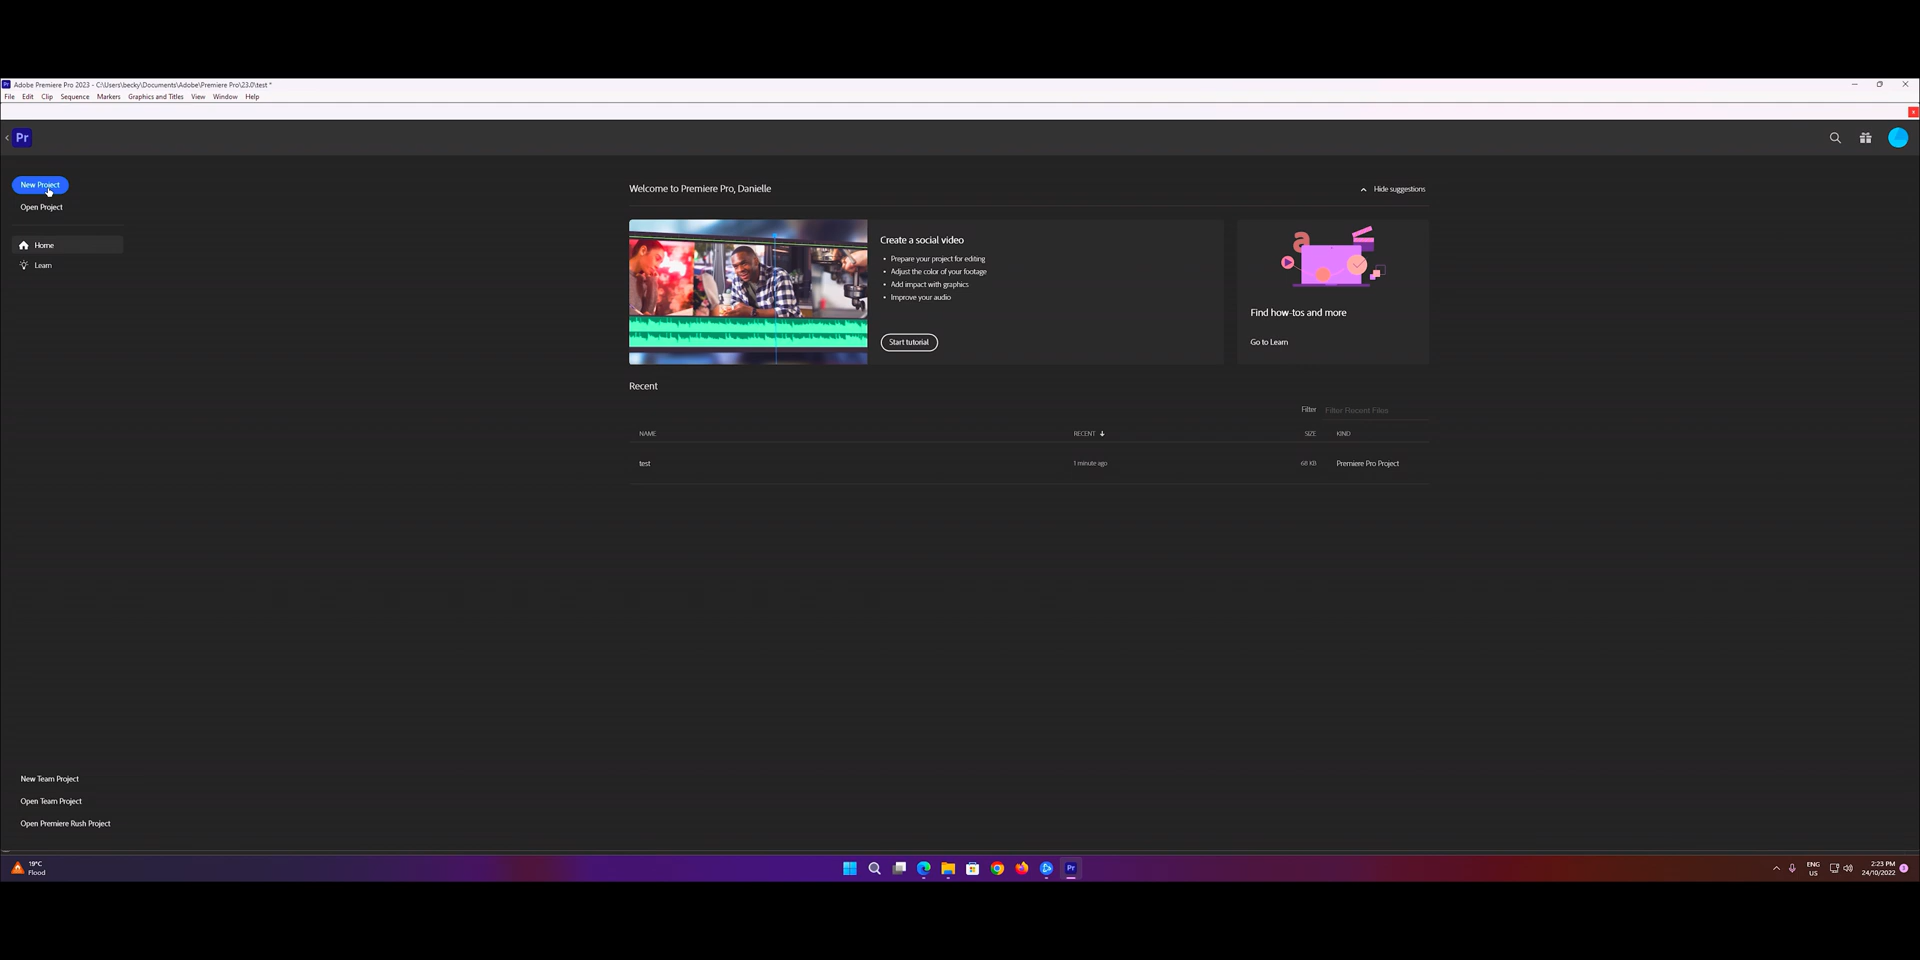 Adobe Premiere Pro 2023 - C:\Users\becky\Documents\Adobe\Premiere Pro\23.0\test *
File Edit Clip Sequence Markers Graphics and Titles View Window Help
Pr
New Project
Open Project
Home
Learn
Welcome to Premiere Pro, Danielle
Hide suggestions
Create a social video
• Prepare your project for editing
• Adjust the color of your footage
• Add impact with graphics
• Improve your audio
Start tutorial
Find how-tos and more
Go to Learn
Recent
Filter Filter Recent Files
NAME RECENT SIZE KIND
test 1 minute ago 68 KB Premiere Pro Project
New Team Project
Open Team Project
Open Premiere Rush Project
19°C
Flood
Pr
ENG
US
2:23 PM
24/10/2022